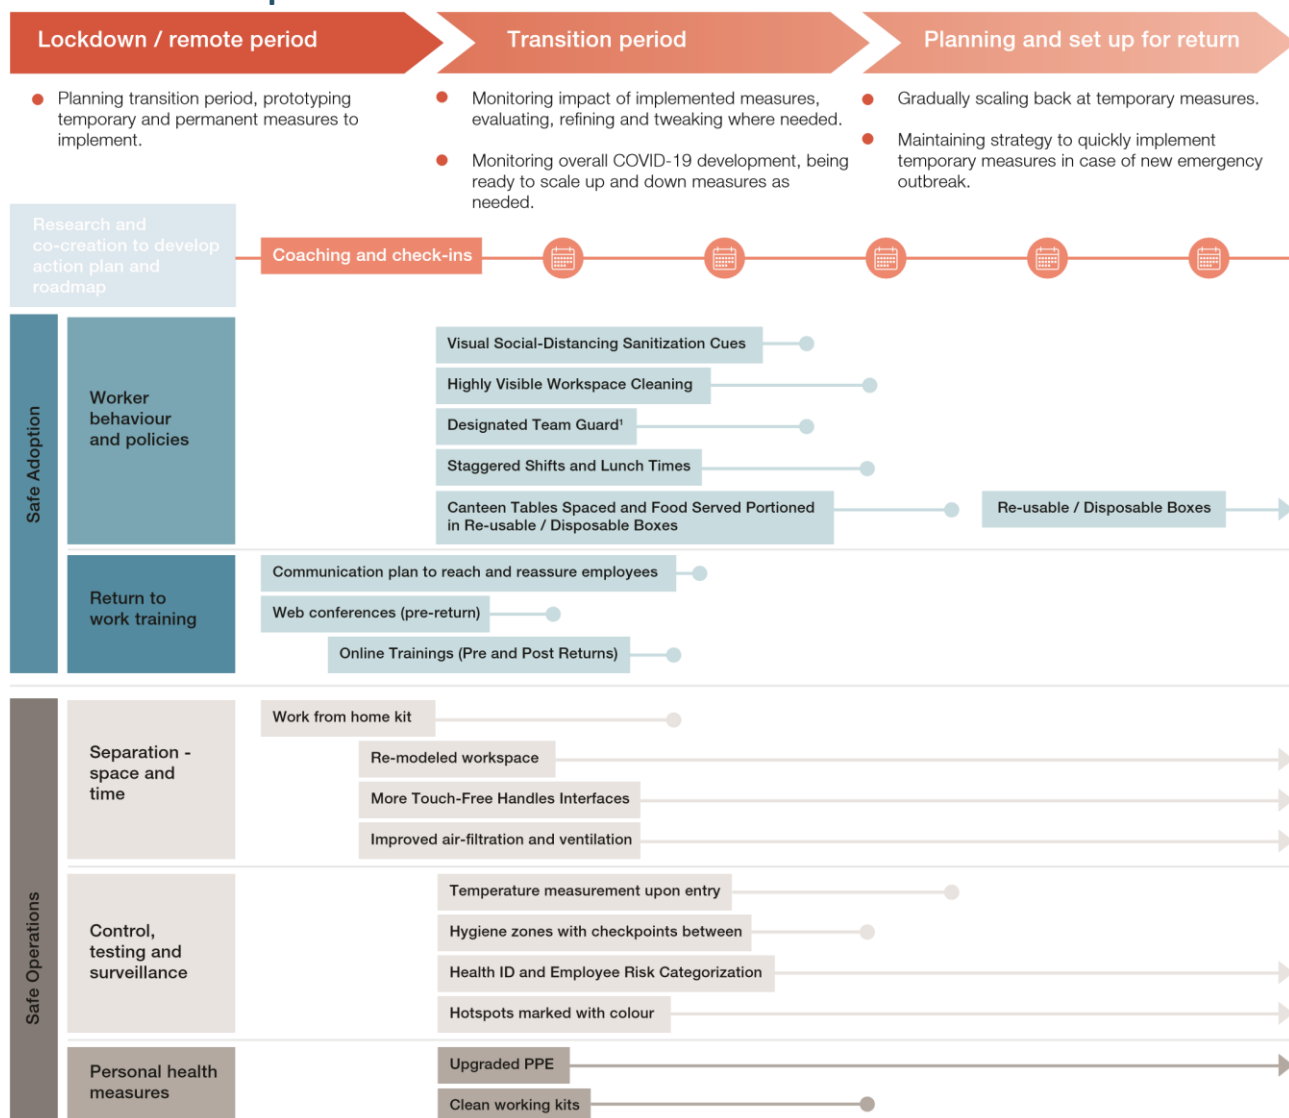 Lockdown / remote period
Transition period
Planning and set up for return
Planning transition period, prototyping
temporary and permanent measures to
implement.
Monitoring impact of implemented measures,
evaluating, refining and tweaking where needed.
Monitoring overall COVID-19 development, being
ready to scale up and down measures as
needed.
Gradually scaling back at temporary measures.
Maintaining strategy to quickly implement
temporary measures in case of new emergency
outbreak.
Research and
co-creation to develop
action plan and
roadmap
Coaching and check-ins
Safe Adoption
Worker
behaviour
and policies
Visual Social-Distancing Sanitization Cues
Highly Visible Workspace Cleaning
Designated Team Guard¹
Staggered Shifts and Lunch Times
Canteen Tables Spaced and Food Served Portioned
in Re-usable / Disposable Boxes
Re-usable / Disposable Boxes
Return to
work training
Communication plan to reach and reassure employees
Web conferences (pre-return)
Online Trainings (Pre and Post Returns)
Safe Operations
Separation -
space and
time
Work from home kit
Re-modeled workspace
More Touch-Free Handles Interfaces
Improved air-filtration and ventilation
Control,
testing and
surveillance
Temperature measurement upon entry
Hygiene zones with checkpoints between
Health ID and Employee Risk Categorization
Hotspots marked with colour
Personal health
measures
Upgraded PPE
Clean working kits